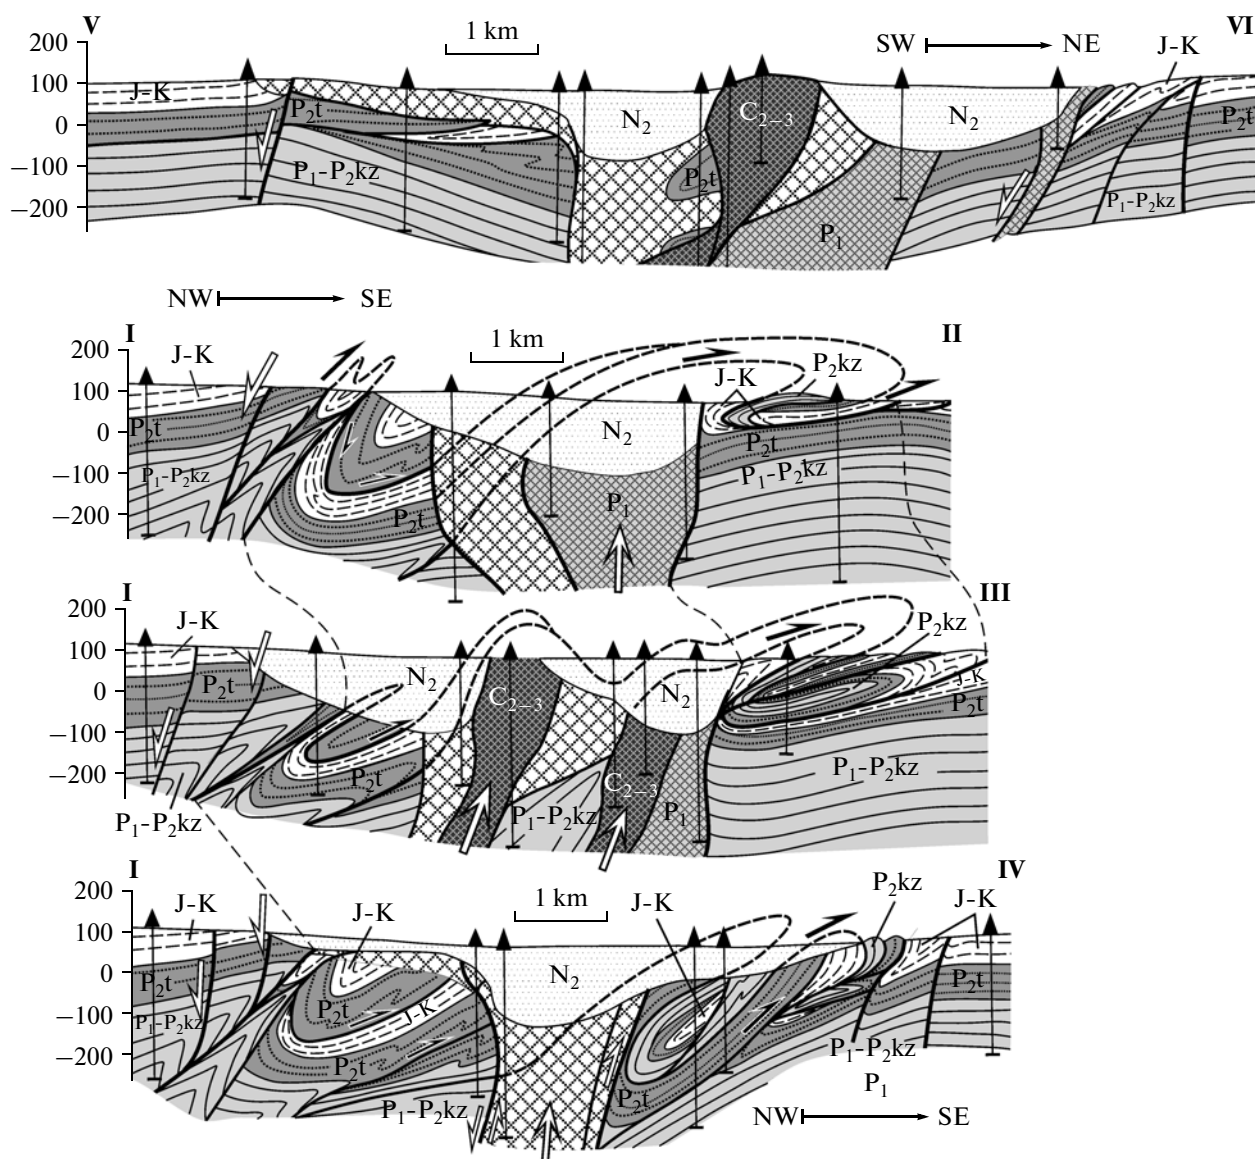 V 1 km SW NE J-K VI
200
100
0
−100
−200
J-K P₂t N₂ C₂₋₃ N₂ P₂t
P₁-P₂kz P₂t P₁ P₁-P₂kz
NW SE
I 1 km II
200
100
0
−100
−200
J-K J-K P₂kz
P₂t N₂ P₂t
P₁-P₂kz P₁-P₂kz
P₂t P₁
I III
200
100
0
−100
−200
J-K P₂kz
P₂t N₂ C₂₋₃ N₂ J-K
P₂t
P₂t C₂₋₃ P₁-P₂kz
P₁-P₂kz P₁-P₂kz P₁
I 1 km IV
200
100
0
−100
−200
J-K J-K J-K P₂kz J-K
P₂t N₂ P₂t
P₁-P₂kz P₂t J-K
P₂t P₂t P₁-P₂kz
P₁-P₂kz P₁
NW SE